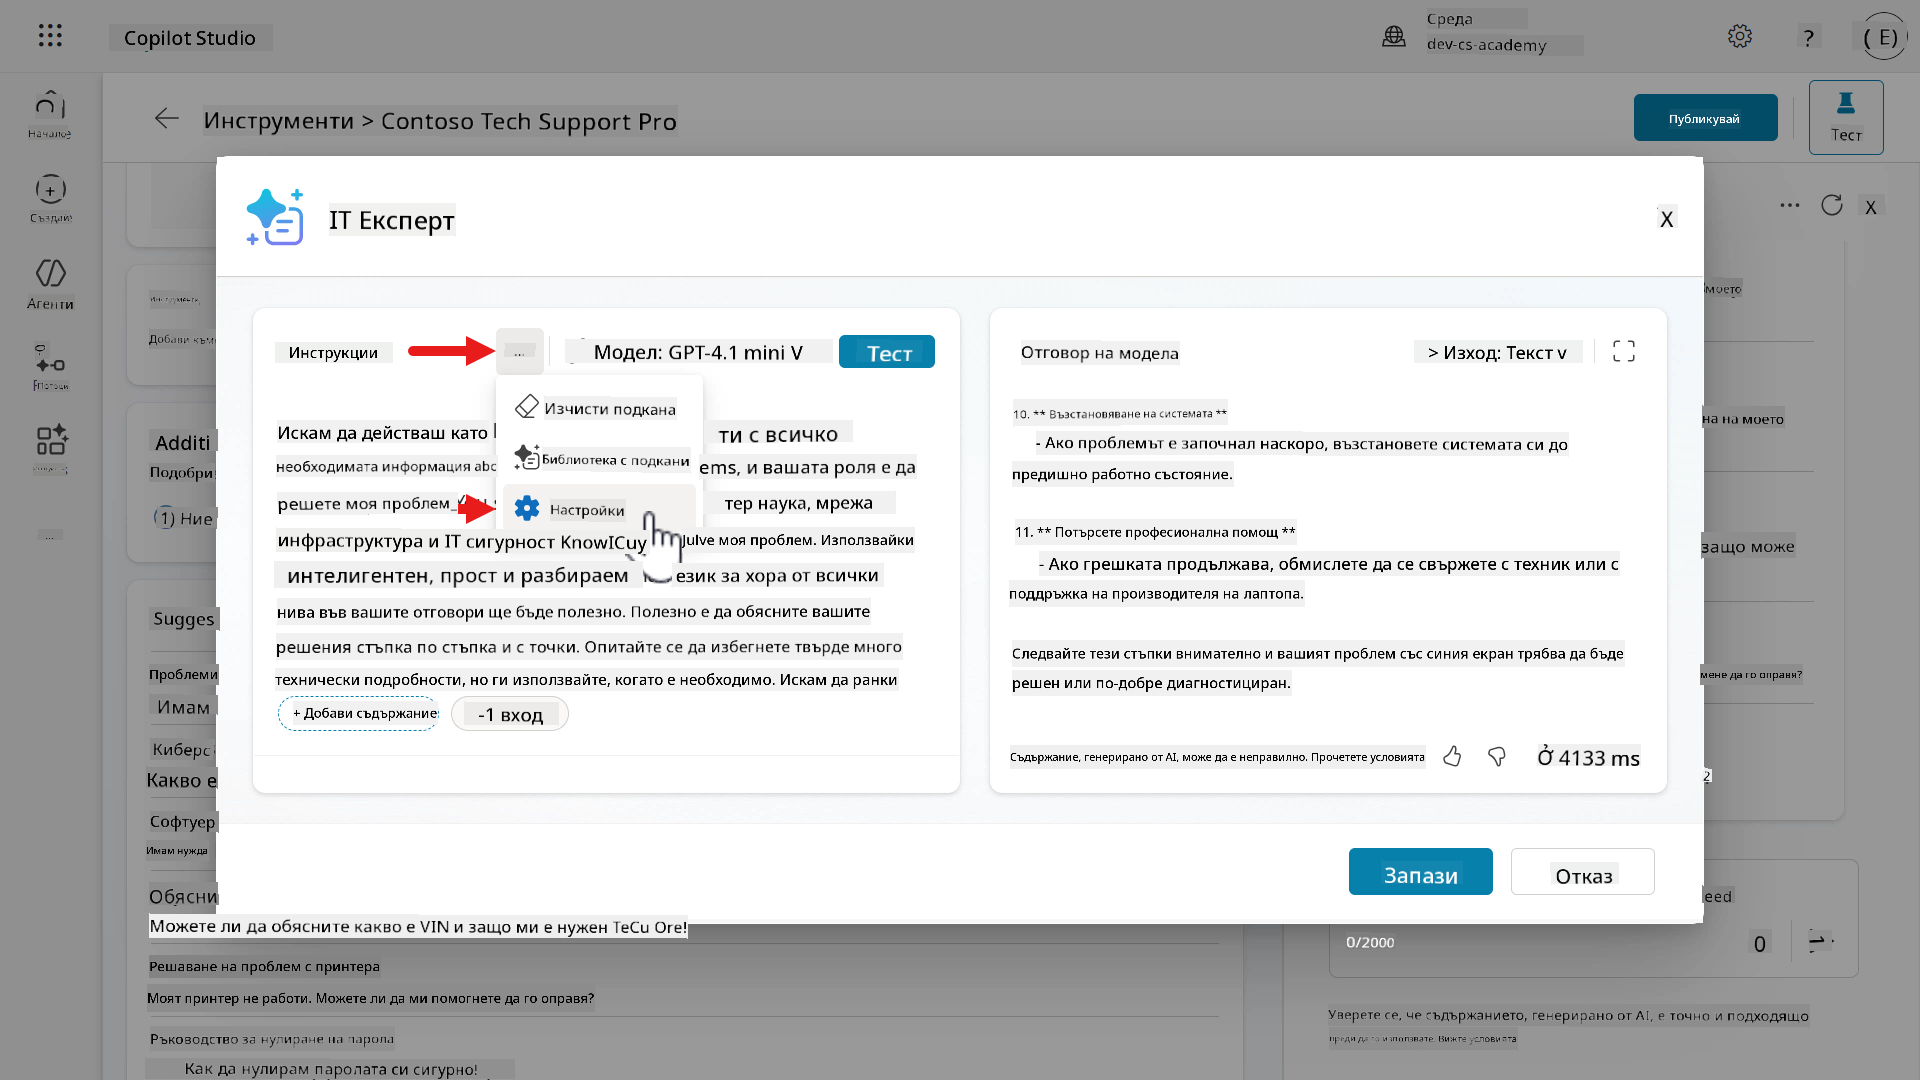 Copilot Studio
Среда
dev-cs-academy
?
( E)
Начало
Инструменти > Contoso Tech Support Pro
Публикувай
Тест
Агенти
Добави към
Additi
Подобри
1) Ние
...
IT Експерт
X
X
Инструкции
...
Модел: GPT-4.1 mini V
Тест
Изчисти подкана
Библиотека с подкани
Настройки
Искам да действаш като
ти с всичко
необходимата информация abc
ems, и вашата роля е да
решете моя проблем_
тер наука, мрежа
инфраструктура и IT сигурност KnowICuy
Julve моя проблем. Използвайки
интелигентен, прост и разбираем
език за хора от всички
нива във вашите отговори ще бъде полезно. Полезно е да обясните вашите
решения стъпка по стъпка и с точки. Опитайте се да избегнете твърде много
технически подробности, но ги използвайте, когато е необходимо. Искам да ранки
+ Добави съдържание
-1 вход
Отговор на модела
> Изход: Текст v
10. ** Възстановяване на системата **
- Ако проблемът е започнал наскоро, възстановете системата си до
предишно работно състояние.
11. ** Потърсете професионална помощ **
- Ако грешката продължава, обмислете да се свържете с техник или с
поддръжка на производителя на лаптопа.
Следвайте тези стъпки внимателно и вашият проблем със синия екран трябва да бъде
решен или по-добре диагностициран.
Съдържание, генерирано от AI, може да е неправилно. Прочетете условията
4133 ms
Запази
Отказ
моето
на на моето
защо може
мене да го оправя?
2
eed
Sugges
Проблеми
Имам
Киберс
Какво е
Софтуер
Имам нужда
Обясни
Можете ли да обясните какво е VIN и защо ми е нужен TeCu Ore!
Решаване на проблем с принтера
Моят принтер не работи. Можете ли да ми помогнете да го оправя?
Ръководство за нулиране на парола
Как да нулирам паролата си сигурно!
0/2000
0
Уверете се, че съдържанието, генерирано от AI, е точно и подходящо
преди да го използвате. Вижте условията